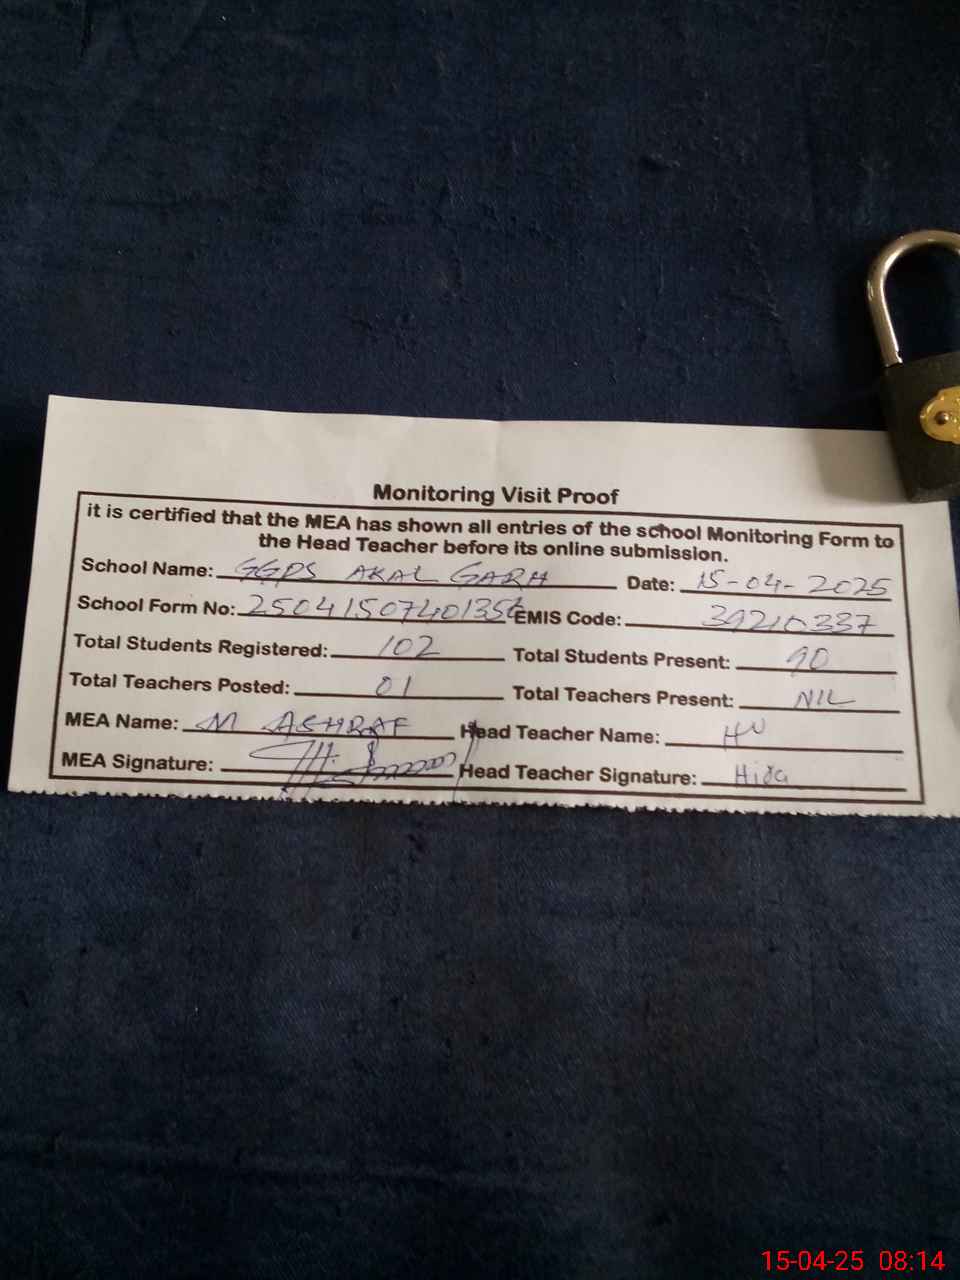 Monitoring Visit Proof
it is certified that the MEA has shown all entries of the school Monitoring Form to
the Head Teacher before its online submission.
School Name: GGPS AKAL GARH Date: 15-04-2025
School Form No: EMIS Code: 39210337
Total Students Registered: 102 Total Students Present: 90
Total Teachers Posted: 01 Total Teachers Present: NIL
MEA Name: M ASHRAF Head Teacher Name:
MEA Signature: Head Teacher Signature: Hida
15-04-25 08:14